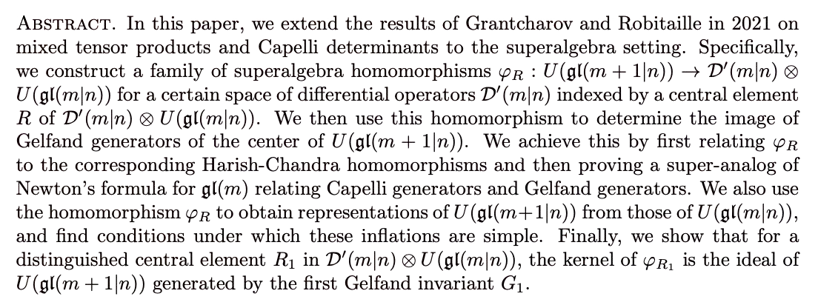 ABSTRACT. In this paper, we extend the results of Grantcharov and Robitaille in 2021 on
mixed tensor products and Capelli determinants to the superalgebra setting. Specifically,
we construct a family of superalgebra homomorphisms φ_R : U(𝔤𝔩(m + 1|n)) → 𝒟′(m|n) ⊗
U(𝔤𝔩(m|n)) for a certain space of differential operators 𝒟′(m|n) indexed by a central element
R of 𝒟′(m|n) ⊗ U(𝔤𝔩(m|n)). We then use this homomorphism to determine the image of
Gelfand generators of the center of U(𝔤𝔩(m + 1|n)). We achieve this by first relating φ_R
to the corresponding Harish-Chandra homomorphisms and then proving a super-analog of
Newton's formula for 𝔤𝔩(m) relating Capelli generators and Gelfand generators. We also use
the homomorphism φ_R to obtain representations of U(𝔤𝔩(m+1|n)) from those of U(𝔤𝔩(m|n)),
and find conditions under which these inflations are simple. Finally, we show that for a
distinguished central element R₁ in 𝒟′(m|n) ⊗ U(𝔤𝔩(m|n)), the kernel of φ_{R₁} is the ideal of
U(𝔤𝔩(m + 1|n)) generated by the first Gelfand invariant G₁.